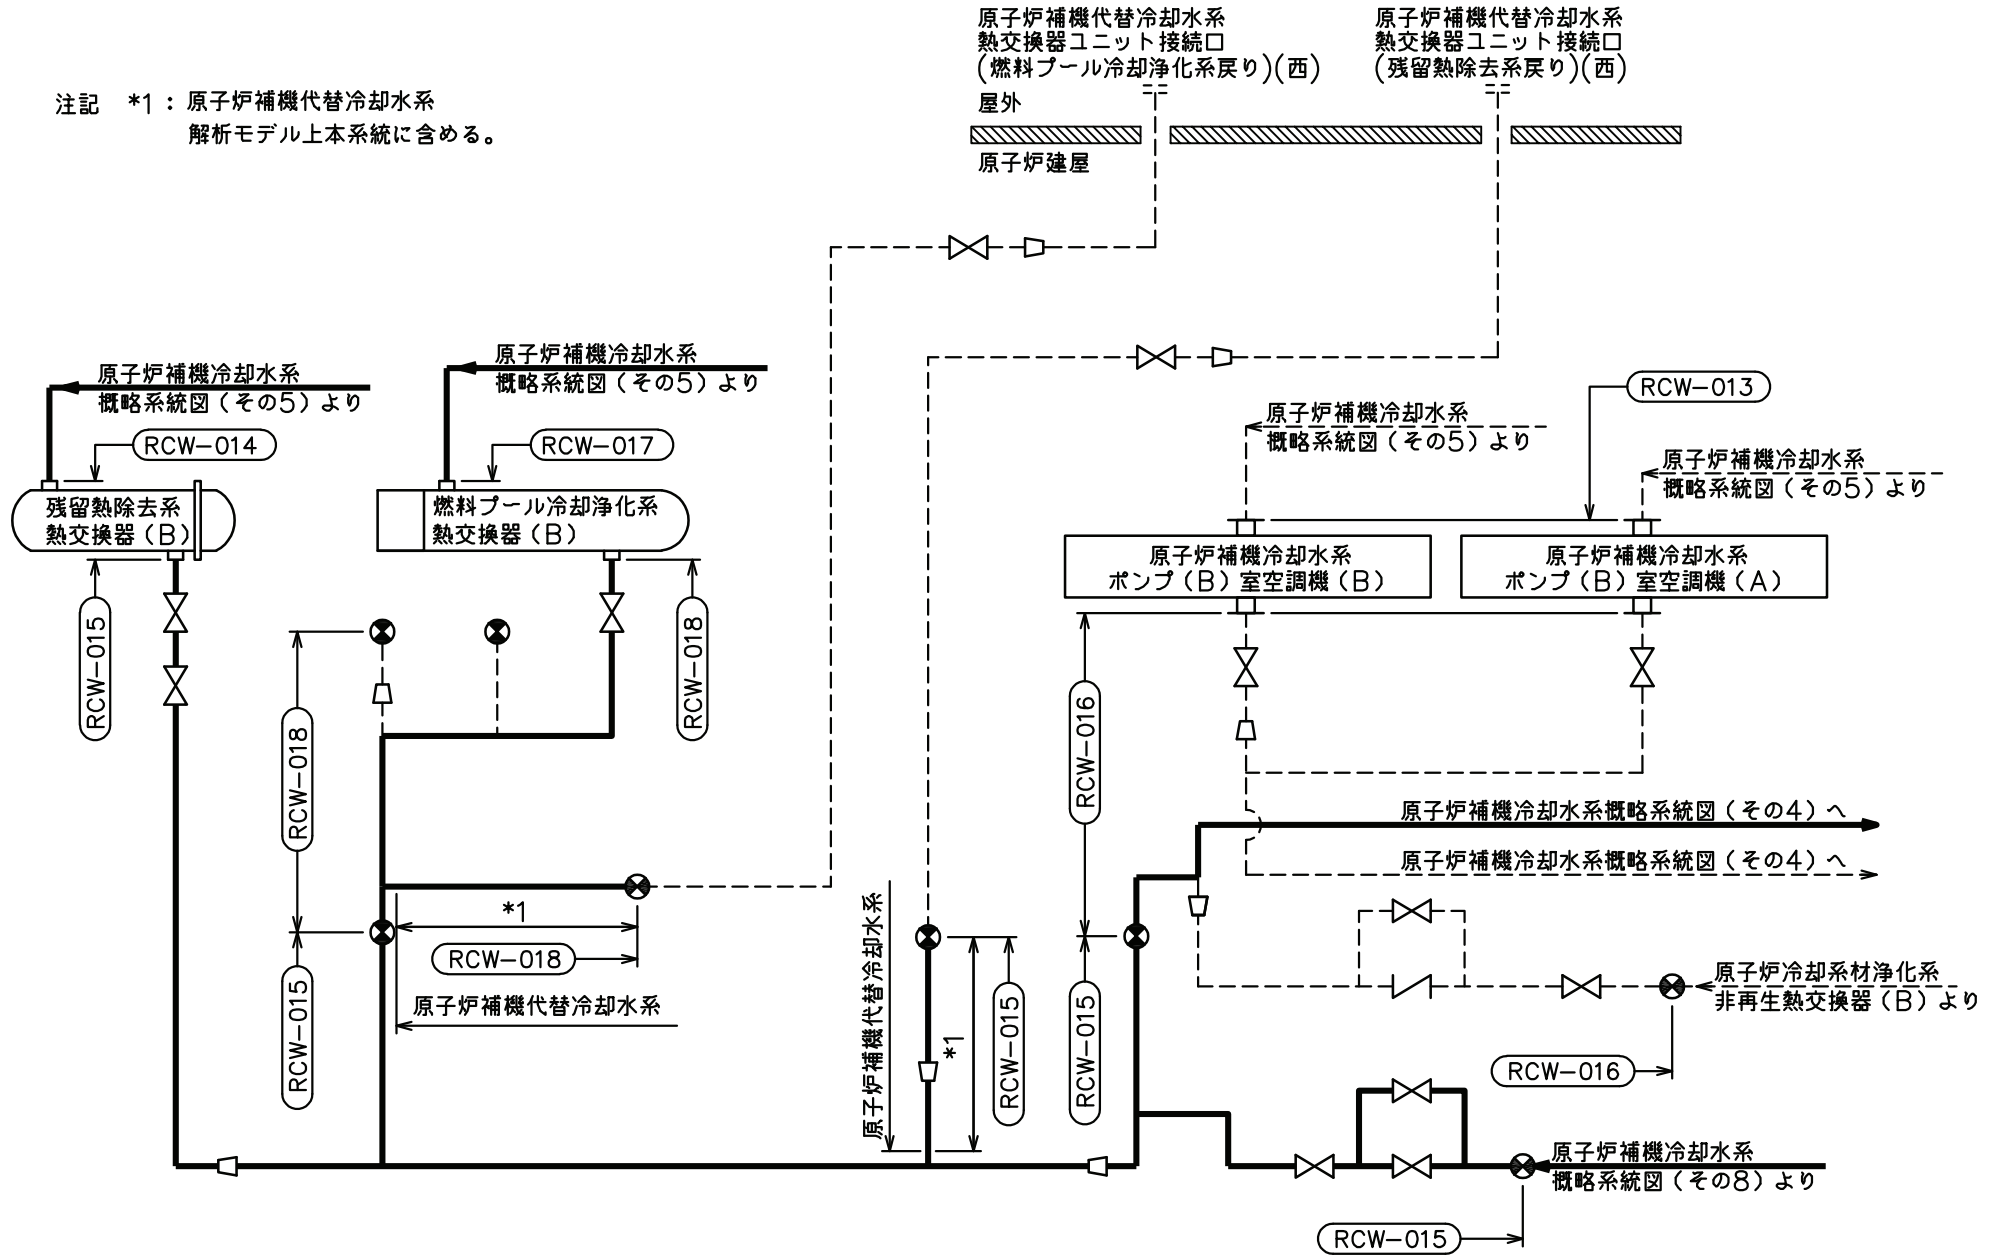 原子炉補機代替冷却水系
熱交換器ユニット接続口
(燃料プール冷却浄化系戻り)(西)
原子炉補機代替冷却水系
熱交換器ユニット接続口
(残留熱除去系戻り)(西)
注記　*1：原子炉補機代替冷却水系
解析モデル上本系統に含める。
屋外
原子炉建屋
原子炉補機冷却水系
概略系統図（その5）より
原子炉補機冷却水系
概略系統図（その5）より
RCW-013
原子炉補機冷却水系
概略系統図（その5）より
原子炉補機冷却水系
概略系統図（その5）より
RCW-014
RCW-017
残留熱除去系
熱交換器（B）
燃料プール冷却浄化系
熱交換器（B）
原子炉補機冷却水系
ポンプ（B）室空調機（B）
原子炉補機冷却水系
ポンプ（B）室空調機（A）
RCW-015
RCW-018
RCW-018
RCW-016
原子炉補機冷却水系概略系統図（その4）へ
原子炉補機冷却水系概略系統図（その4）へ
*1
RCW-018
原子炉補機代替冷却水系
RCW-015
原子炉補機代替冷却水系
*1
RCW-015
RCW-015
原子炉冷却系材浄化系
非再生熱交換器（B）より
RCW-016
原子炉補機冷却水系
概略系統図（その8）より
RCW-015